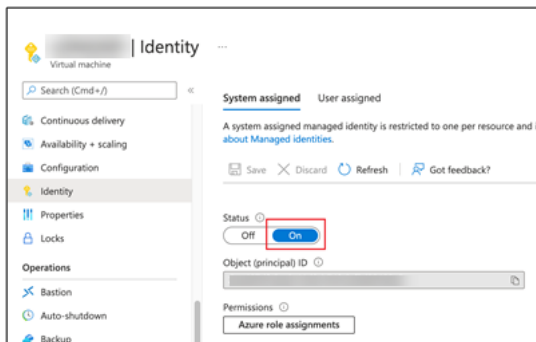 | Identity ...
Virtual machine
Search (Cmd+/)
«
Continuous delivery
Availability + scaling
Configuration
Identity
Properties
Locks
Operations
Bastion
Auto-shutdown
Backup
System assigned User assigned
A system assigned managed identity is restricted to one per resource and i
about Managed identities.
Save Discard Refresh Got feedback?
Status
Off On
Object (principal) ID
Permissions
Azure role assignments